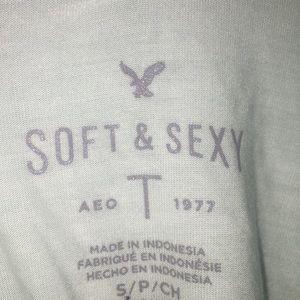 SOFT & SEXY
AEO T 1977
MADE IN INDONESIA
FABRIQUÉ EN INDONÉSIE
HECHO EN INDONESIA
S/P/CH